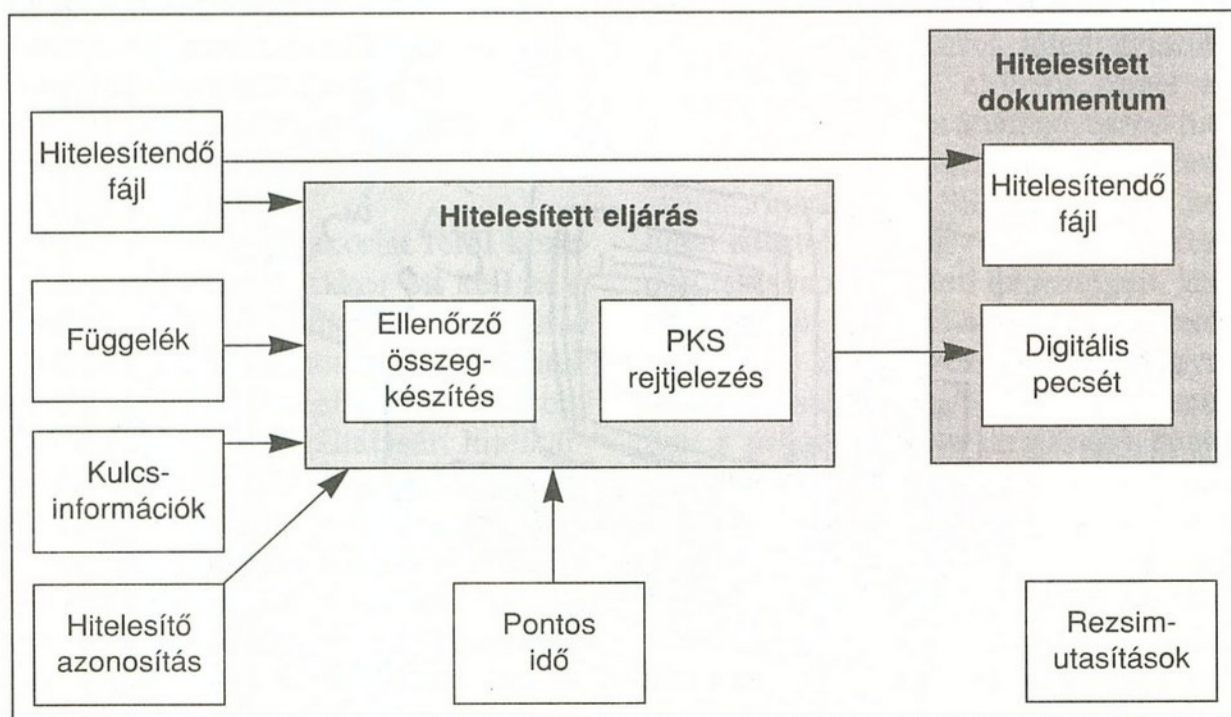 Hitelesített
dokumentum
Hitelesítendő
fájl
Hitelesítendő
fájl
Hitelesített eljárás
Függelék
Ellenőrző
összeg-
készítés
PKS
rejtjelezés
Digitális
pecsét
Kulcs-
információk
Hitelesítő
azonosítás
Pontos
idő
Rezsim-
utasítások